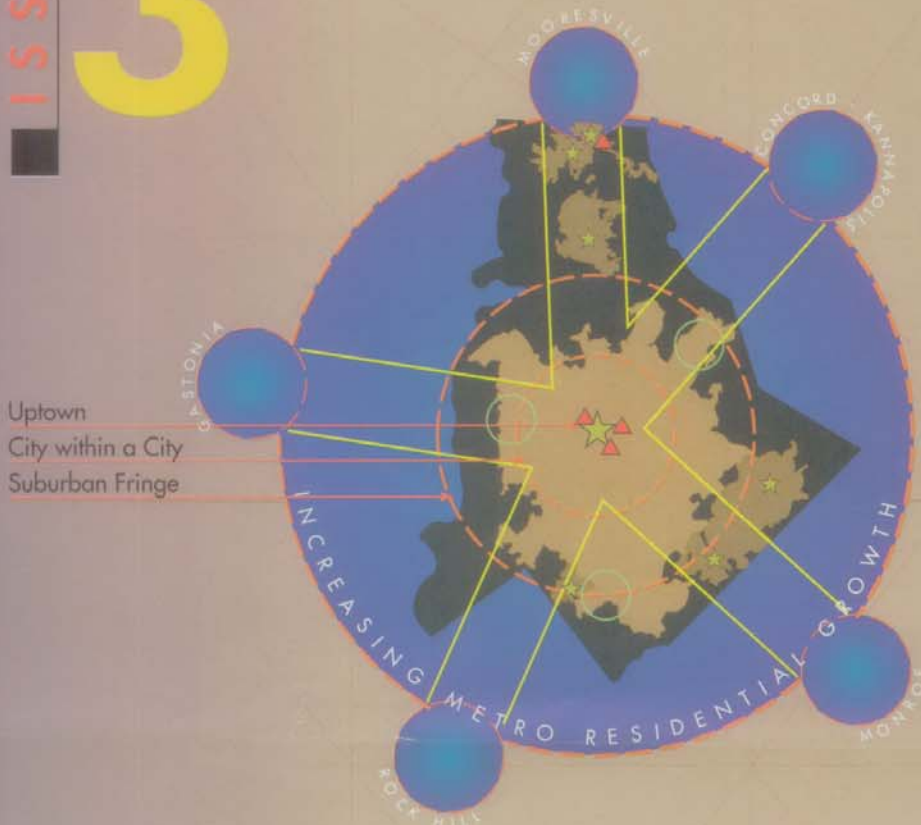 ISS
3
MOORESVILLE
CONCORD - KANNAPOLIS
GASTONIA
Uptown
City within a City
Suburban Fringe
INCREASING METRO RESIDENTIAL GROWTH
MONROE
ROCK HILL